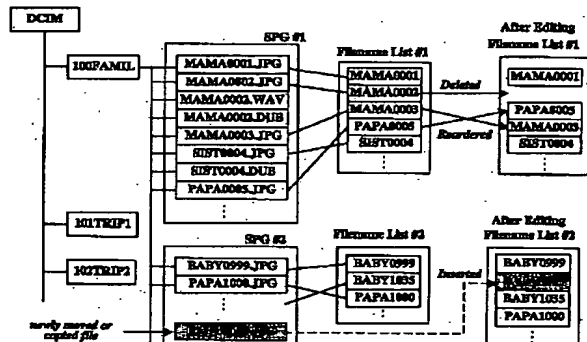 DCIM
100FAMIL
101TRIP1
102TRIP2
newly moved or
copied file
SPG #1
MAMA0001.JPG
MAMA0002.JPG
MAMA0002.WAV
MAMA0002.DUB
MAMA0003.JPG
SIST0004.JPG
SIST0004.DUB
PAPA0005.JPG
Filename List #1
MAMA0001
MAMA0002
MAMA0003
PAPA0005
SIST0004
Deleted
Reordered
After Editing
Filename List #1
MAMA0001
PAPA0005
MAMA0003
SIST0004
SPG #2
BABY0999.JPG
PAPA1000.JPG
Filename List #2
BABY0999
BABY1035
PAPA1000
Inserted
After Editing
Filename List #2
BABY0999
BABY1035
PAPA1000